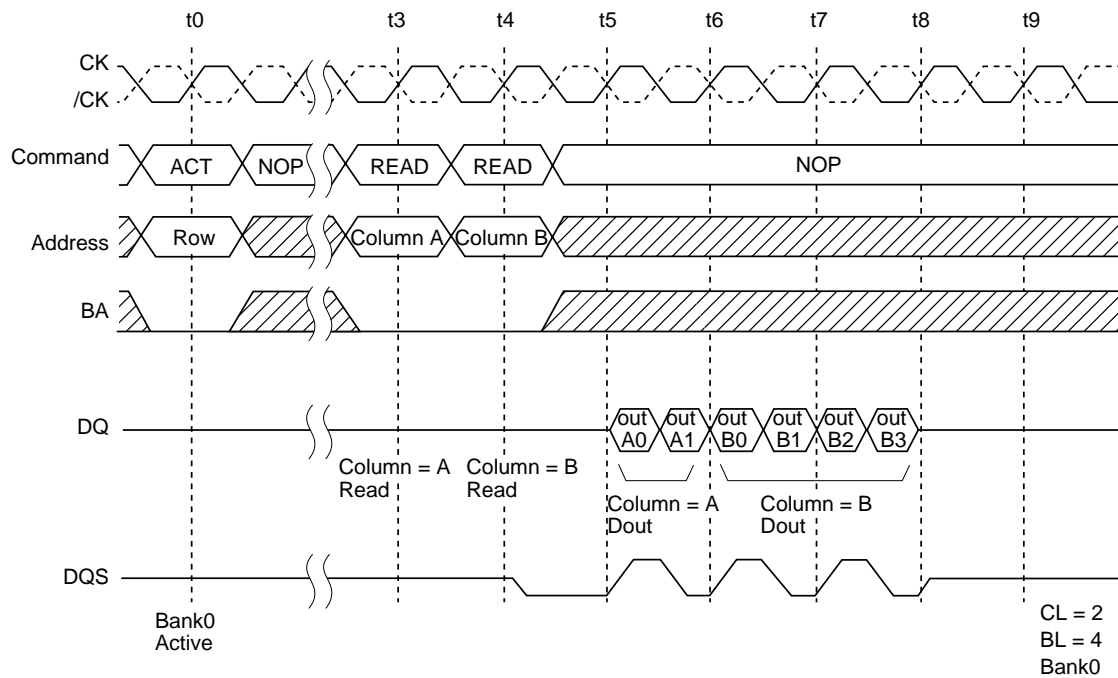 t0 t3 t4 t5 t6 t7 t8 t9
CK
/CK
Command ACT NOP READ READ NOP
Address Row Column A Column B
BA
DQ out A0 out A1 out B0 out B1 out B2 out B3
Column = A Read
Column = B Read
Column = A Dout
Column = B Dout
DQS
Bank0
Active
CL = 2
BL = 4
Bank0